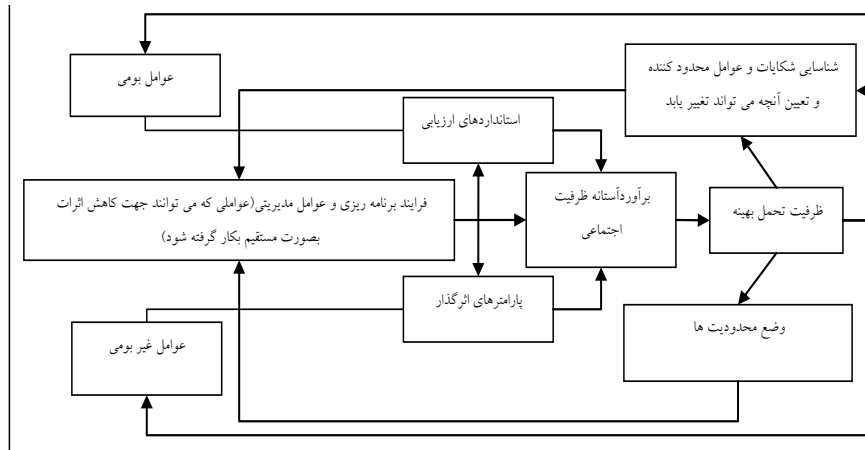 عوامل بومی
شناسایی شکایات و عوامل محدود کننده
و تعیین آنچه می تواند تغییر یابد
استانداردهای ارزیابی
فرایند برنامه ریزی و عوامل مدیریتی(عواملی که می توانند جهت کاهش اثرات
بصورت مستقیم بکار گرفته شود)
برآوردآستانه ظرفیت
اجتماعی
ظرفیت تحمل بهینه
پارامترهای اثرگذار
عوامل غیر بومی
وضع محدودیت ها